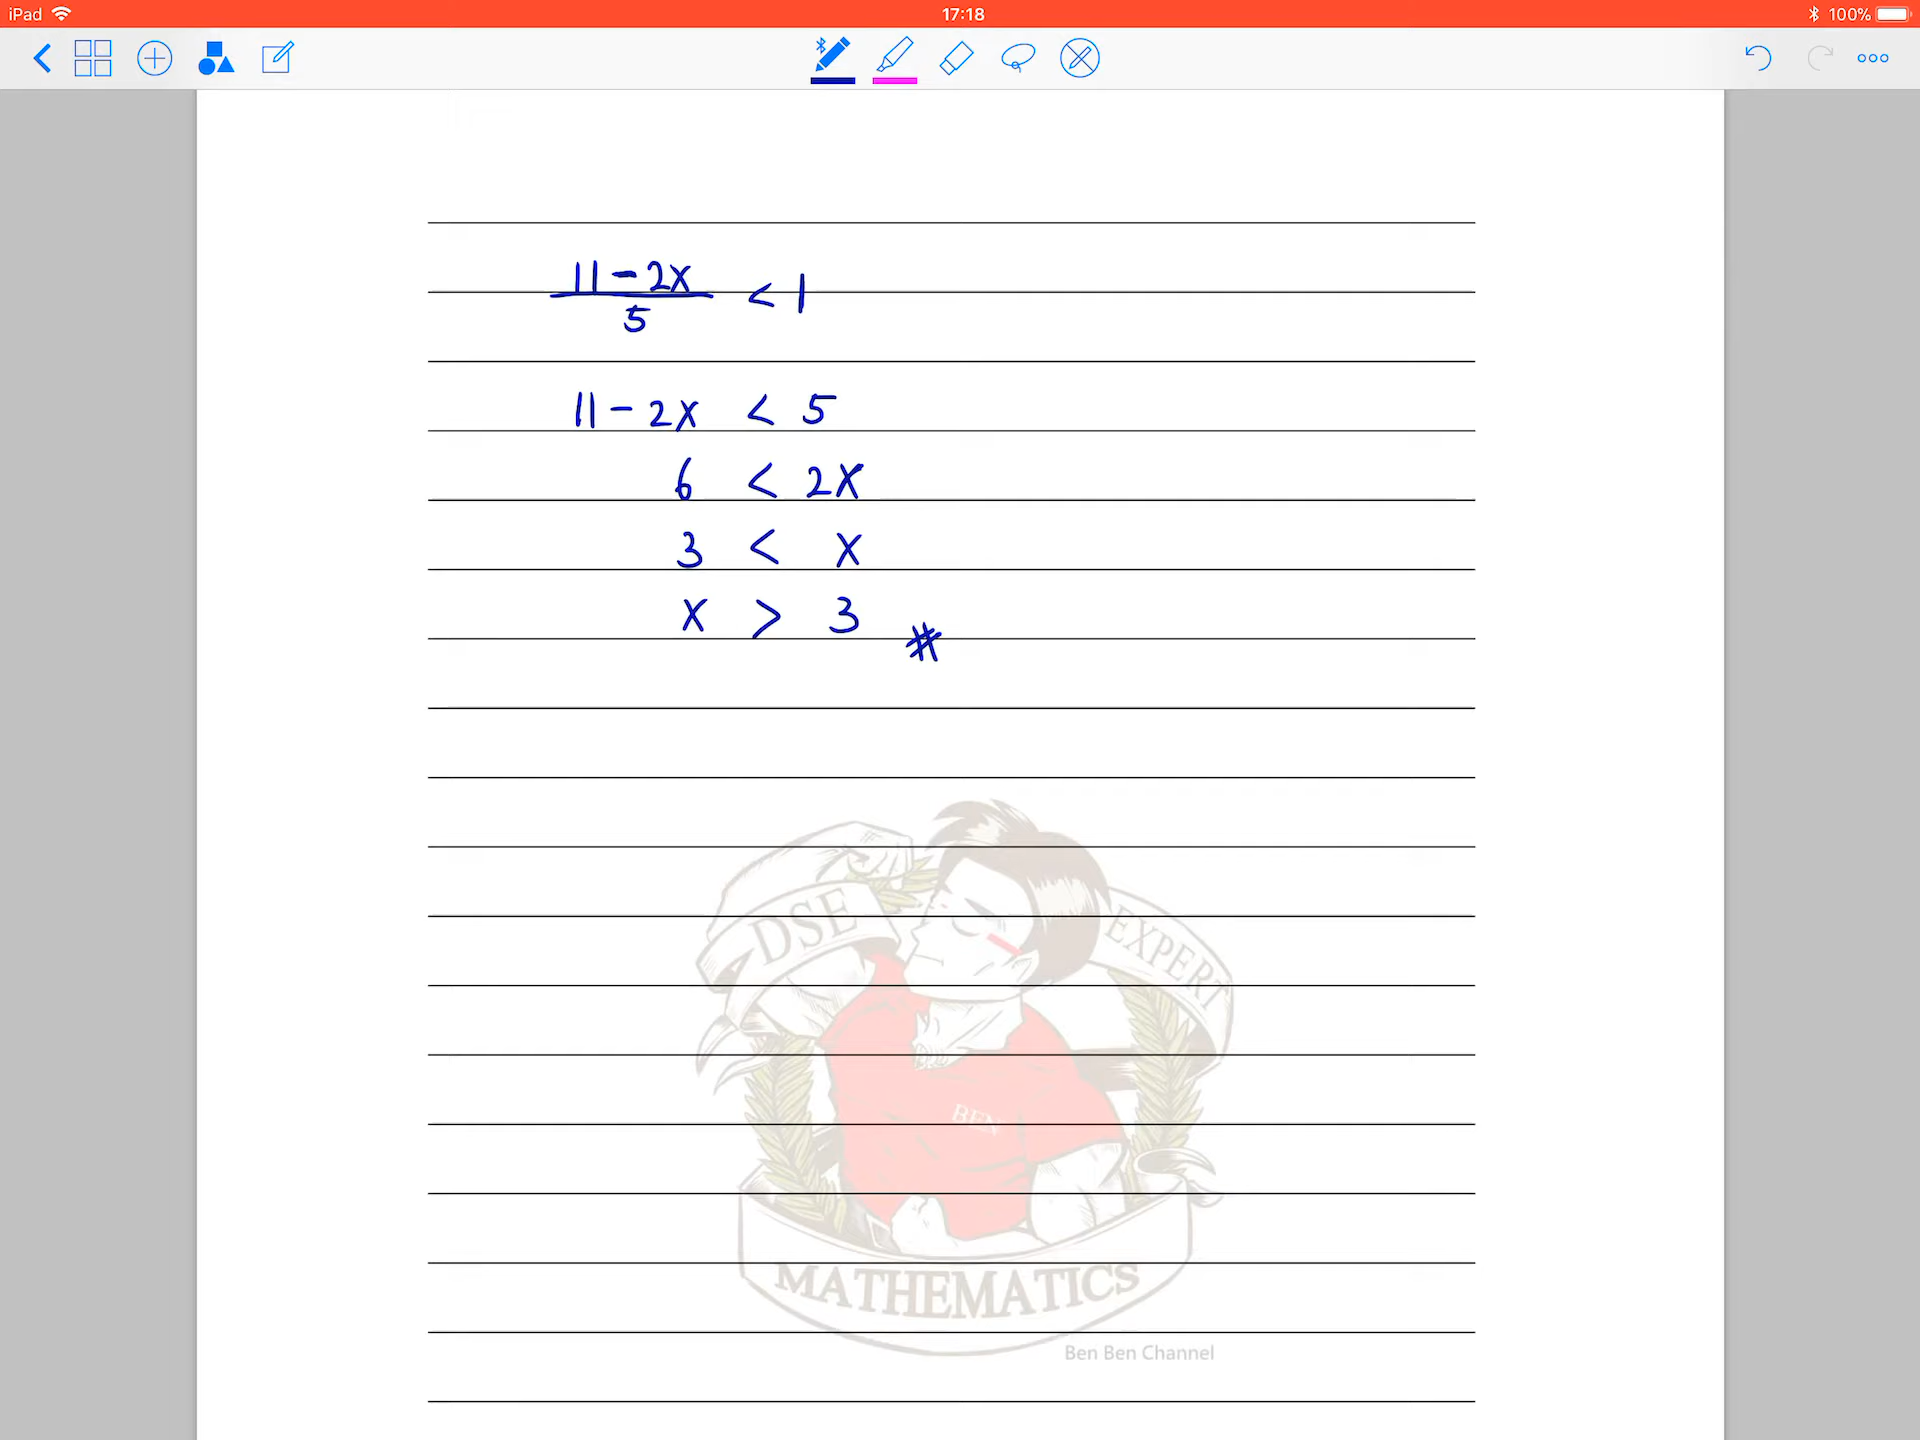 iPad 17:18 100%
11 - 2x
5
< 1
11 - 2x < 5
6 < 2x
3 < x
x > 3 #
DSE EXPERT
BEN
MATHEMATICS
Ben Ben Channel